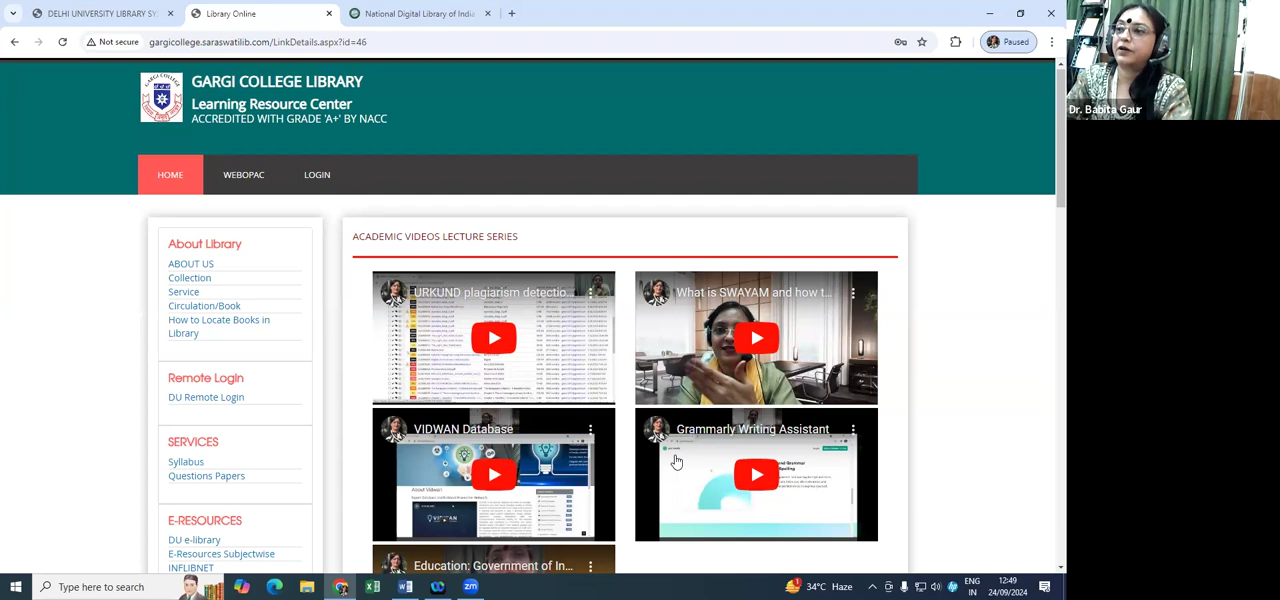 DELHI UNIVERSITY LIBRARY SY
Library Online
National Digital Library of India
Not secure
gargicollege.saraswatilib.com/LinkDetails.aspx?id=46
Paused
Dr. Babita Gaur
GARGI COLLEGE LIBRARY
Learning Resource Center
ACCREDITED WITH GRADE 'A+' BY NACC
HOME
WEBOPAC
LOGIN
About Library
ABOUT US
Collection
Service
Circulation/Book
How to Locate Books in
Library
Remote Login
DU Remote Login
SERVICES
Syllabus
Questions Papers
E-RESOURCES
DU e-library
E-Resources Subjectwise
INFLIBNET
ACADEMIC VIDEOS LECTURE SERIES
URKUND plagiarism detectio...
What is SWAYAM and how t...
VIDWAN Database
Grammarly Writing Assistant
Education: Government of In...
Type here to search
34°C Haze
ENG
IN
12:49
24/09/2024